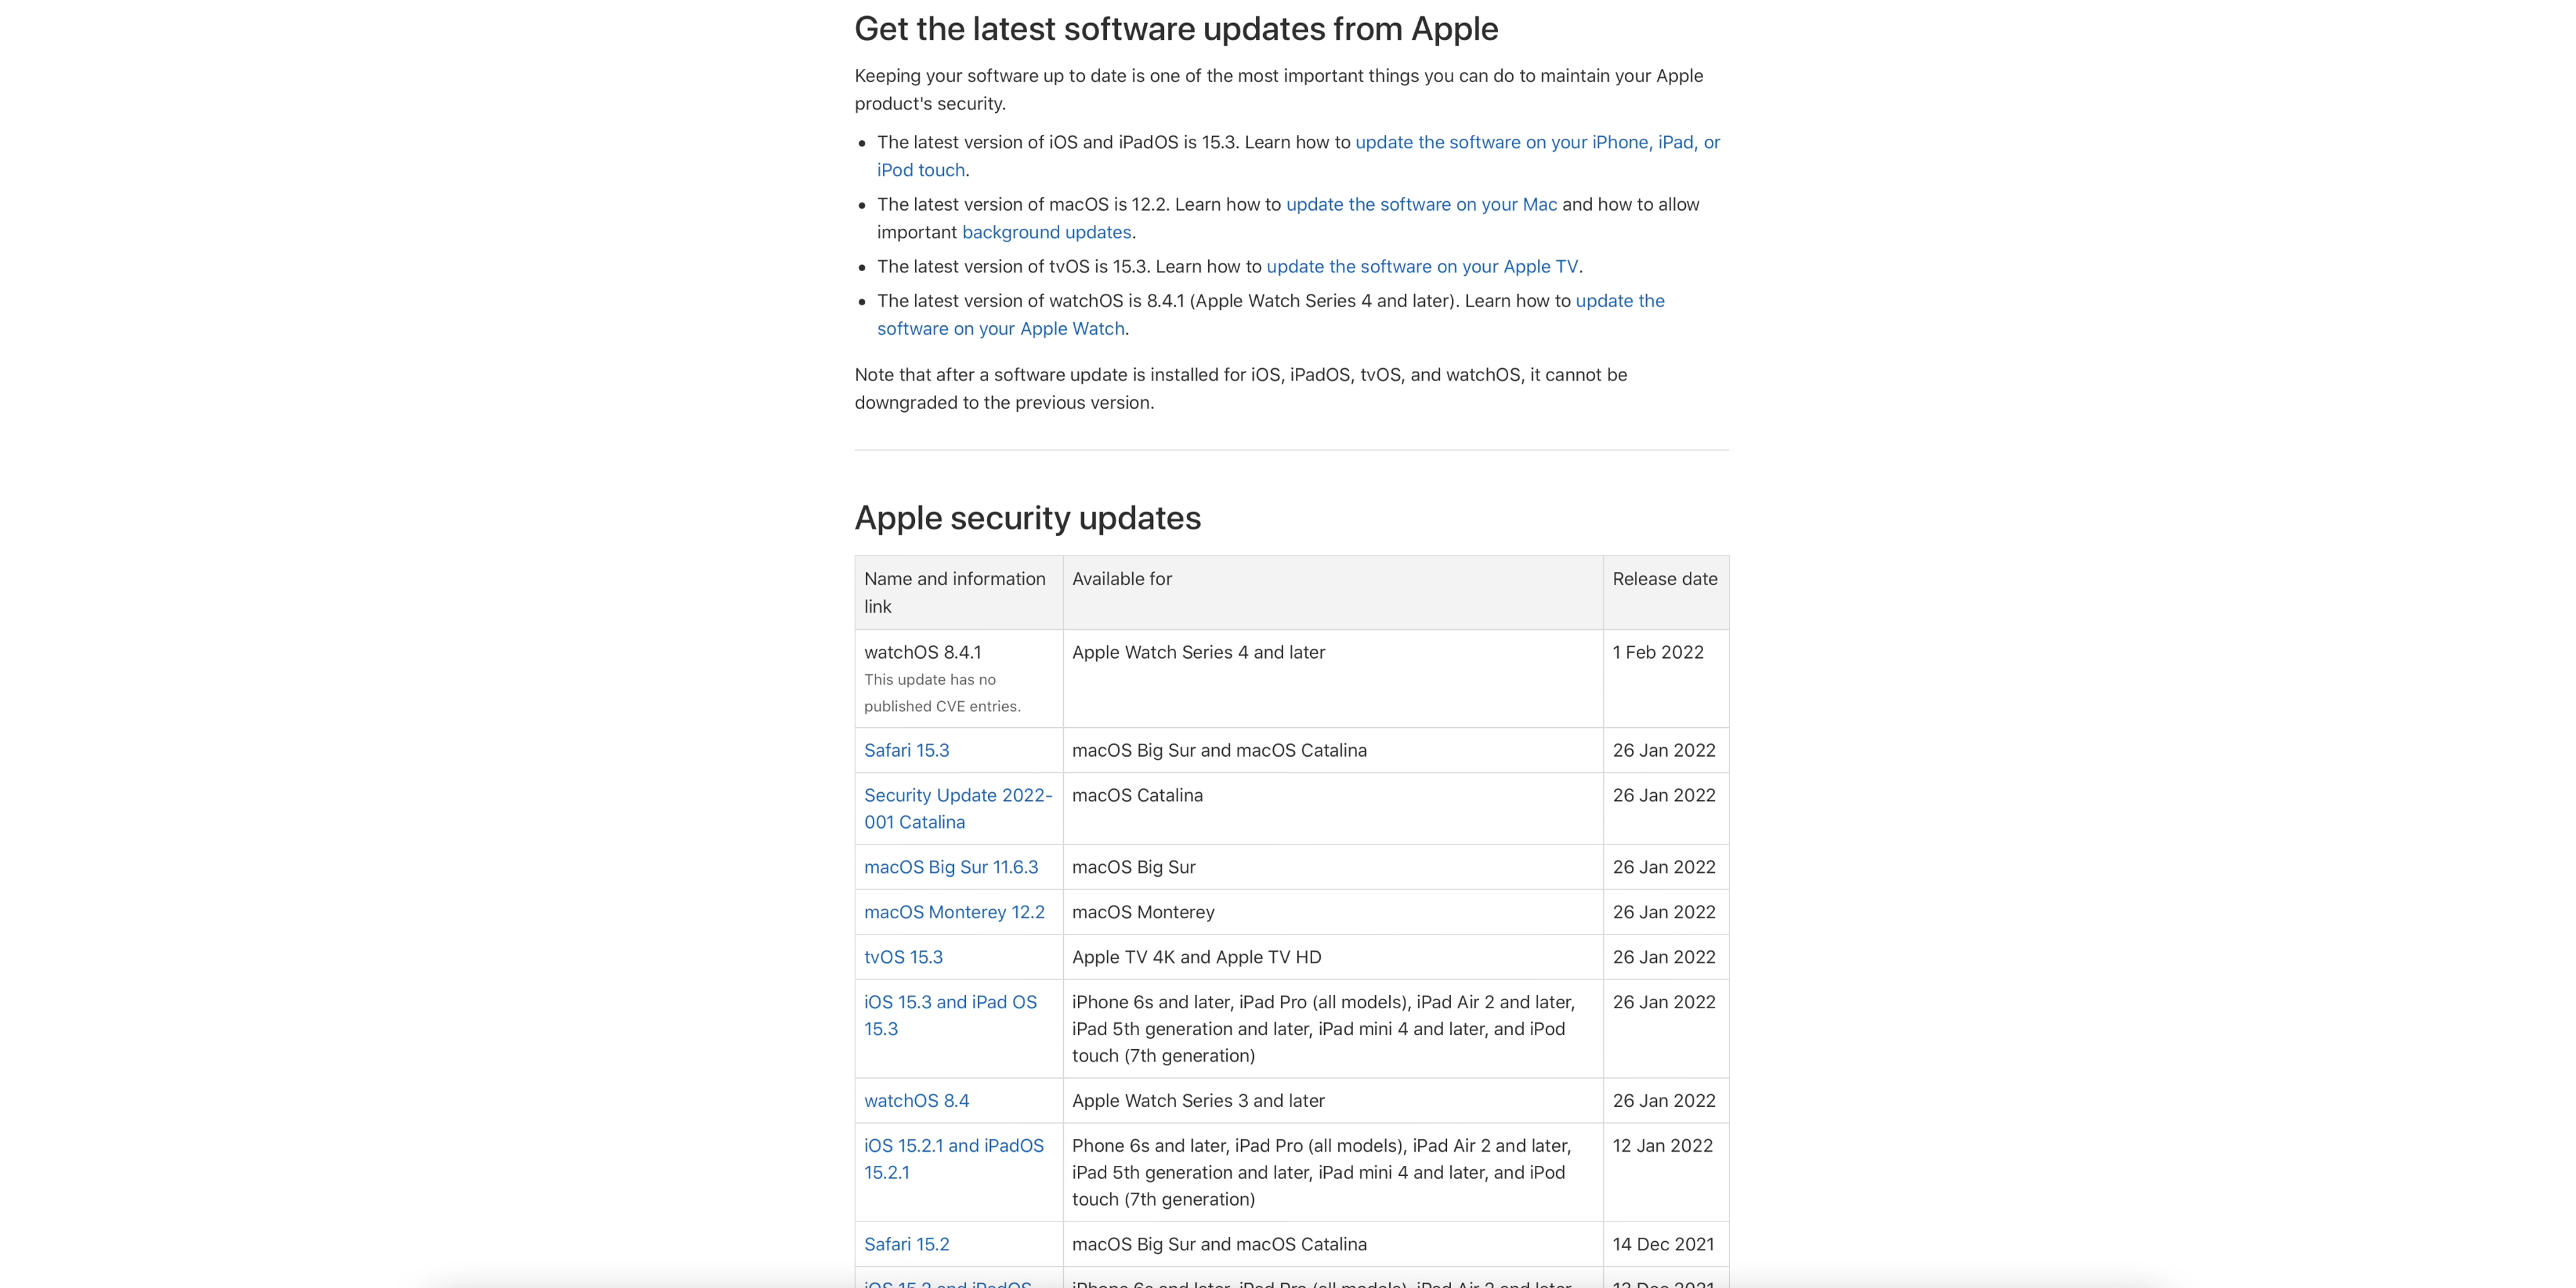 Get the latest software updates from Apple
Keeping your software up to date is one of the most important things you can do to maintain your Apple
product's security.
• The latest version of iOS and iPadOS is 15.3. Learn how to update the software on your iPhone, iPad, or
iPod touch.
• The latest version of macOS is 12.2. Learn how to update the software on your Mac and how to allow
important background updates.
• The latest version of tvOS is 15.3. Learn how to update the software on your Apple TV.
• The latest version of watchOS is 8.4.1 (Apple Watch Series 4 and later). Learn how to update the
software on your Apple Watch.
Note that after a software update is installed for iOS, iPadOS, tvOS, and watchOS, it cannot be
downgraded to the previous version.
Apple security updates
Name and information Available for Release date
link
watchOS 8.4.1 Apple Watch Series 4 and later 1 Feb 2022
This update has no
published CVE entries.
Safari 15.3 macOS Big Sur and macOS Catalina 26 Jan 2022
Security Update 2022- macOS Catalina 26 Jan 2022
001 Catalina
macOS Big Sur 11.6.3 macOS Big Sur 26 Jan 2022
macOS Monterey 12.2 macOS Monterey 26 Jan 2022
tvOS 15.3 Apple TV 4K and Apple TV HD 26 Jan 2022
iOS 15.3 and iPad OS iPhone 6s and later, iPad Pro (all models), iPad Air 2 and later, 26 Jan 2022
15.3 iPad 5th generation and later, iPad mini 4 and later, and iPod
touch (7th generation)
watchOS 8.4 Apple Watch Series 3 and later 26 Jan 2022
iOS 15.2.1 and iPadOS Phone 6s and later, iPad Pro (all models), iPad Air 2 and later, 12 Jan 2022
15.2.1 iPad 5th generation and later, iPad mini 4 and later, and iPod
touch (7th generation)
Safari 15.2 macOS Big Sur and macOS Catalina 14 Dec 2021